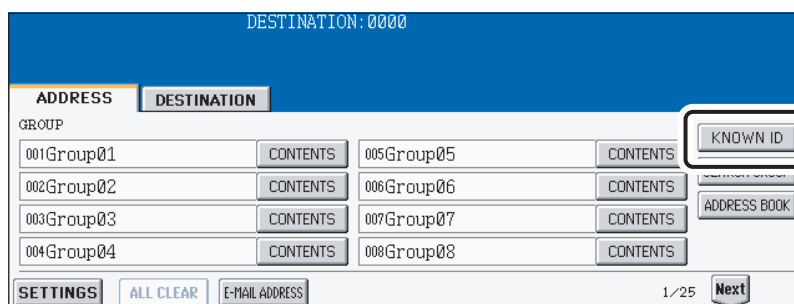 DESTINATION:0000
ADDRESS DESTINATION
GROUP
KNOWN ID
001Group01 CONTENTS 005Group05 CONTENTS
002Group02 CONTENTS 006Group06 CONTENTS
ADDRESS BOOK
003Group03 CONTENTS 007Group07 CONTENTS
004Group04 CONTENTS 008Group08 CONTENTS
SETTINGS ALL CLEAR E-MAIL ADDRESS 1/25 Next